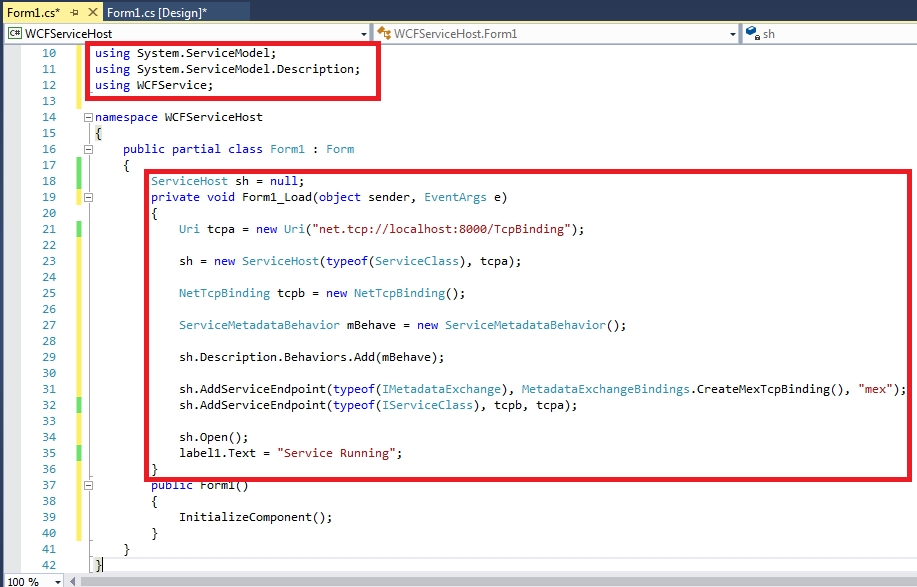 Form1.cs* Form1.cs [Design]*
C# WCFServiceHost WCFServiceHost.Form1 sh
10 using System.ServiceModel;
11 using System.ServiceModel.Description;
12 using WCFService;
13
14 namespace WCFServiceHost
15 {
16 public partial class Form1 : Form
17 {
18 ServiceHost sh = null;
19 private void Form1_Load(object sender, EventArgs e)
20 {
21 Uri tcpa = new Uri("net.tcp://localhost:8000/TcpBinding");
22
23 sh = new ServiceHost(typeof(ServiceClass), tcpa);
24
25 NetTcpBinding tcpb = new NetTcpBinding();
26
27 ServiceMetadataBehavior mBehave = new ServiceMetadataBehavior();
28
29 sh.Description.Behaviors.Add(mBehave);
30
31 sh.AddServiceEndpoint(typeof(IMetadataExchange), MetadataExchangeBindings.CreateMexTcpBinding(), "mex");
32 sh.AddServiceEndpoint(typeof(IServiceClass), tcpb, tcpa);
33
34 sh.Open();
35 label1.Text = "Service Running";
36 }
37 public Form1()
38 {
39 InitializeComponent();
40 }
41 }
42 }
100 %